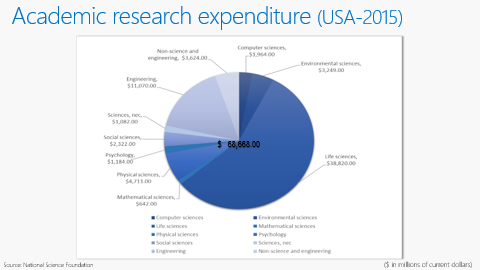 Academic research expenditure (USA-2015)
Non-science and
engineering, $3,624.00
Computer sciences,
$1,964.00
Environmental sciences,
$3,249.00
Engineering,
$11,070.00
Sciences, nec,
$1,082.00
Social sciences,
$2,322.00
Psychology,
$1,184.00
Physical sciences,
$4,711.00
Mathematical sciences,
$642.00
Life sciences,
$38,820.00
$ 68,668.00
Computer sciences
Environmental sciences
Life sciences
Mathematical sciences
Physical sciences
Psychology
Social sciences
Sciences, nec
Engineering
Non-science and engineering
Source: National Science Foundation
($ in millions of current dollars)